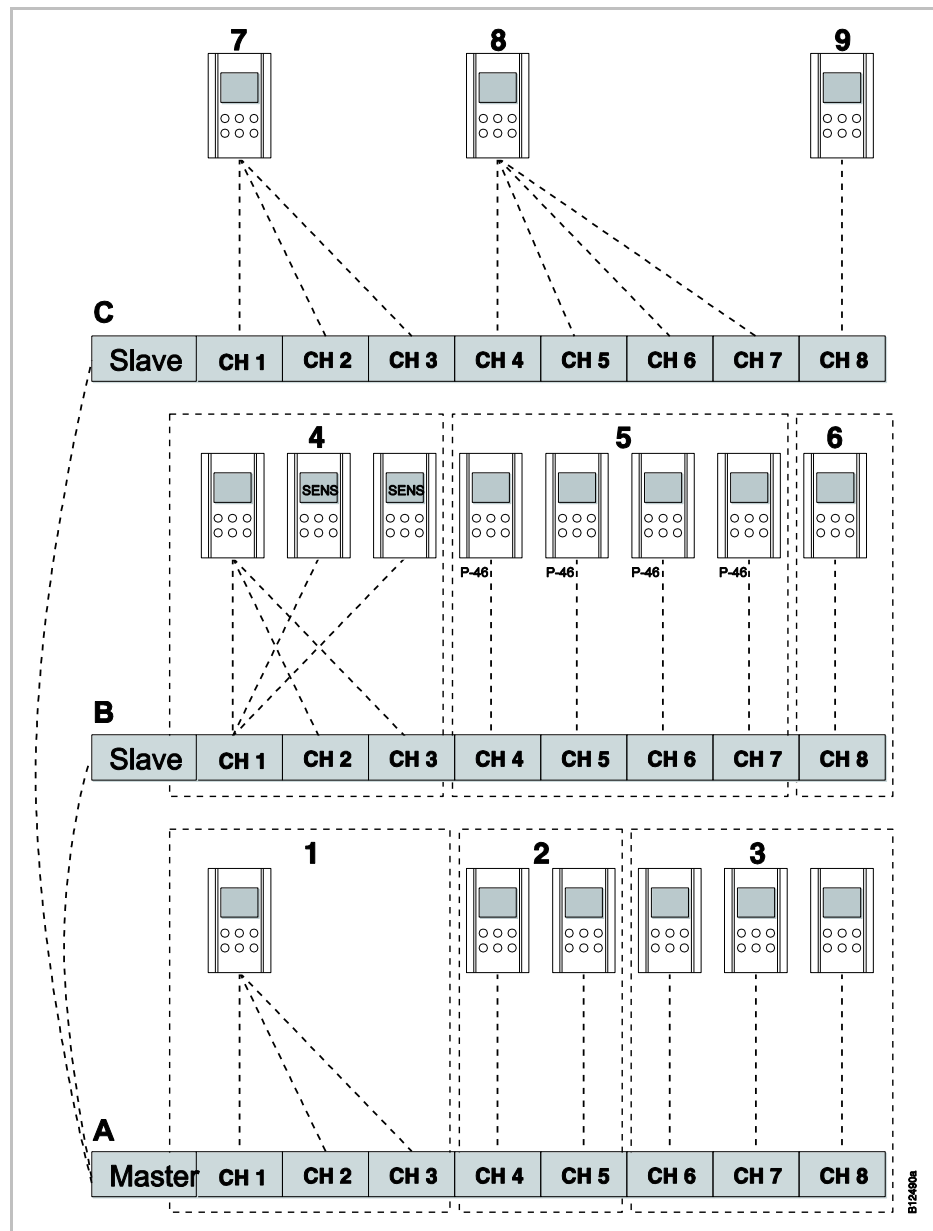 7 8 9
C
Slave CH 1 CH 2 CH 3 CH 4 CH 5 CH 6 CH 7 CH 8
4 5 6
SENS SENS
P-46 P-46 P-46 P-46
B
Slave CH 1 CH 2 CH 3 CH 4 CH 5 CH 6 CH 7 CH 8
1 2 3
A
Master CH 1 CH 2 CH 3 CH 4 CH 5 CH 6 CH 7 CH 8
B12490a